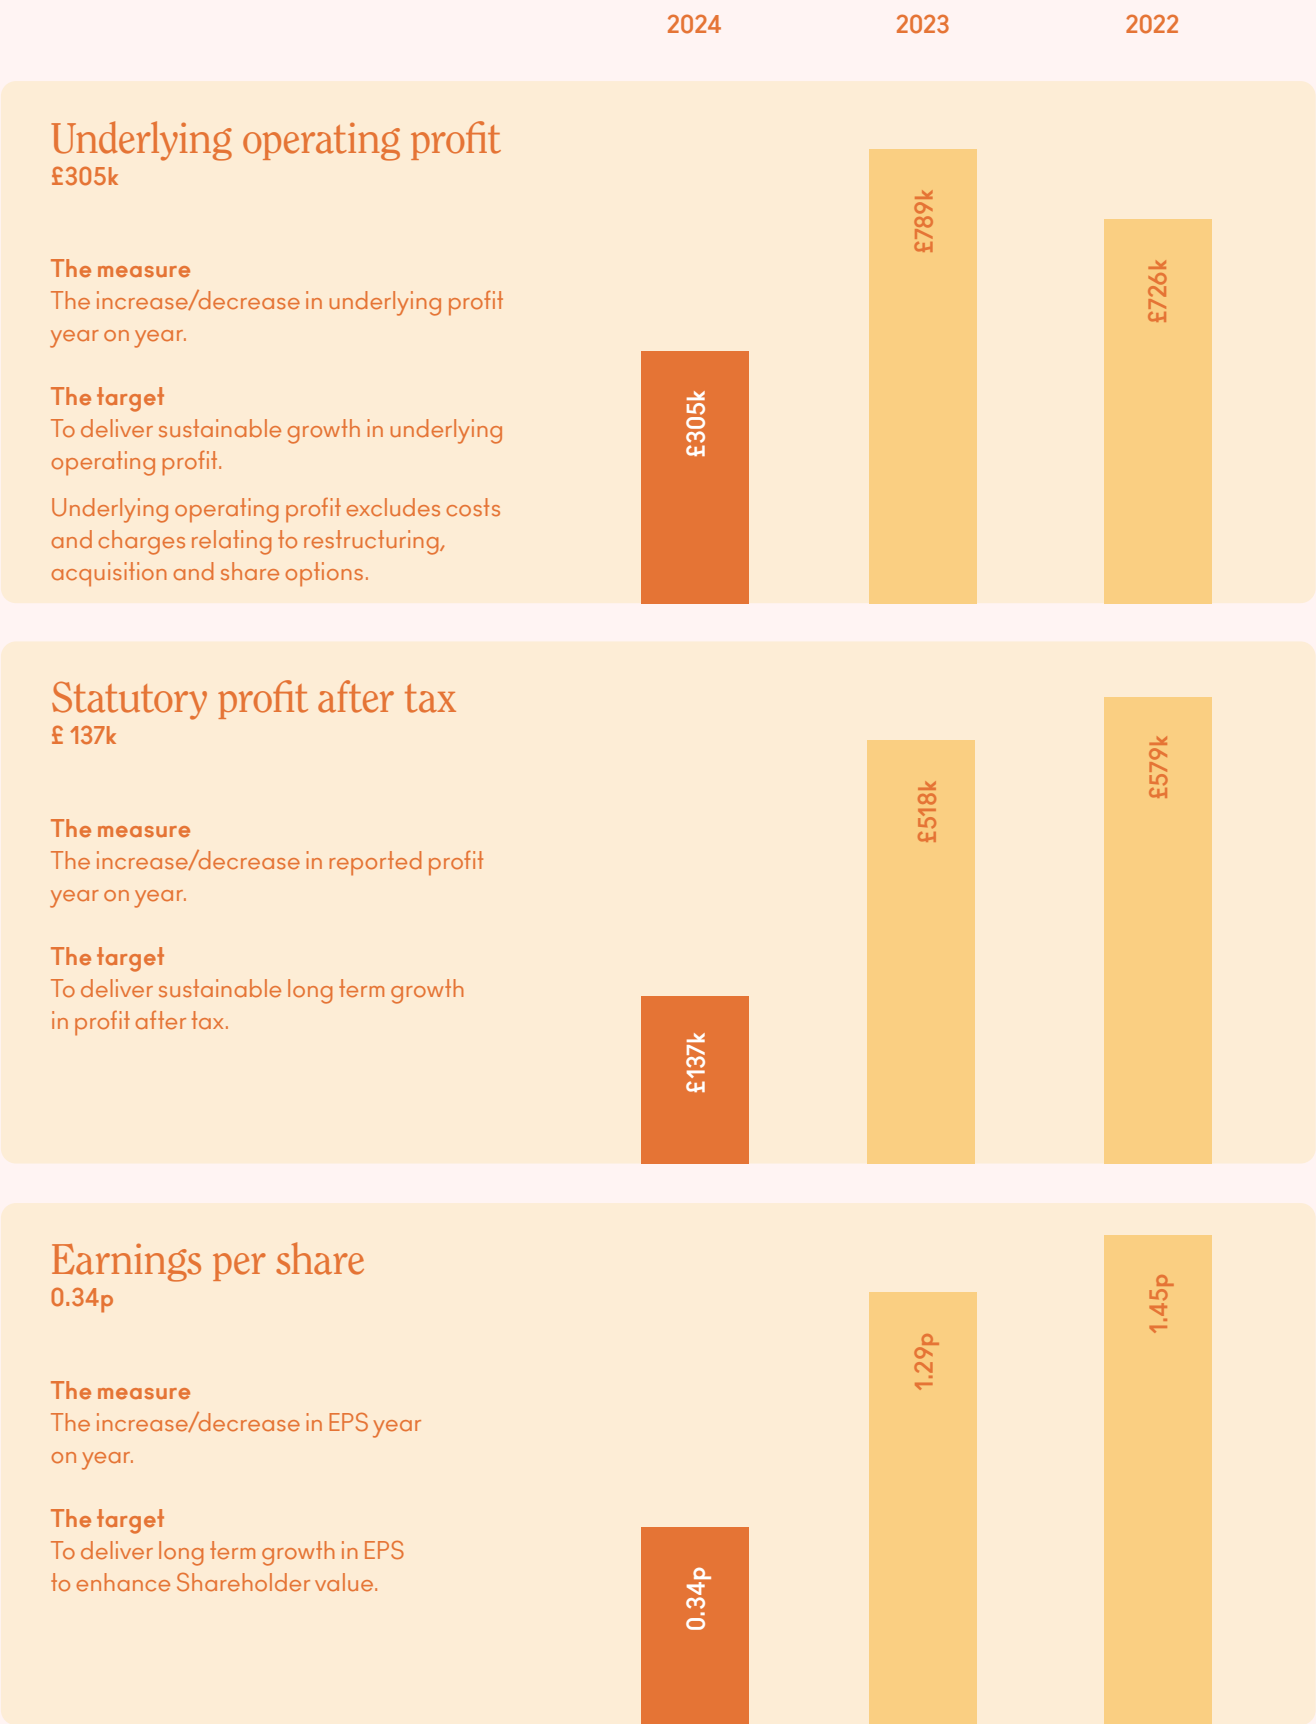 2024 2023 2022
Underlying operating profit
£305k
The measure
The increase/decrease in underlying profit
year on year.
The target
To deliver sustainable growth in underlying
operating profit.
Underlying operating profit excludes costs
and charges relating to restructuring,
acquisition and share options.
£305k
£789k
£726k
Statutory profit after tax
£ 137k
The measure
The increase/decrease in reported profit
year on year.
The target
To deliver sustainable long term growth
in profit after tax.
£137k
£518k
£579k
Earnings per share
0.34p
The measure
The increase/decrease in EPS year
on year.
The target
To deliver long term growth in EPS
to enhance Shareholder value.
0.34p
1.29p
1.45p